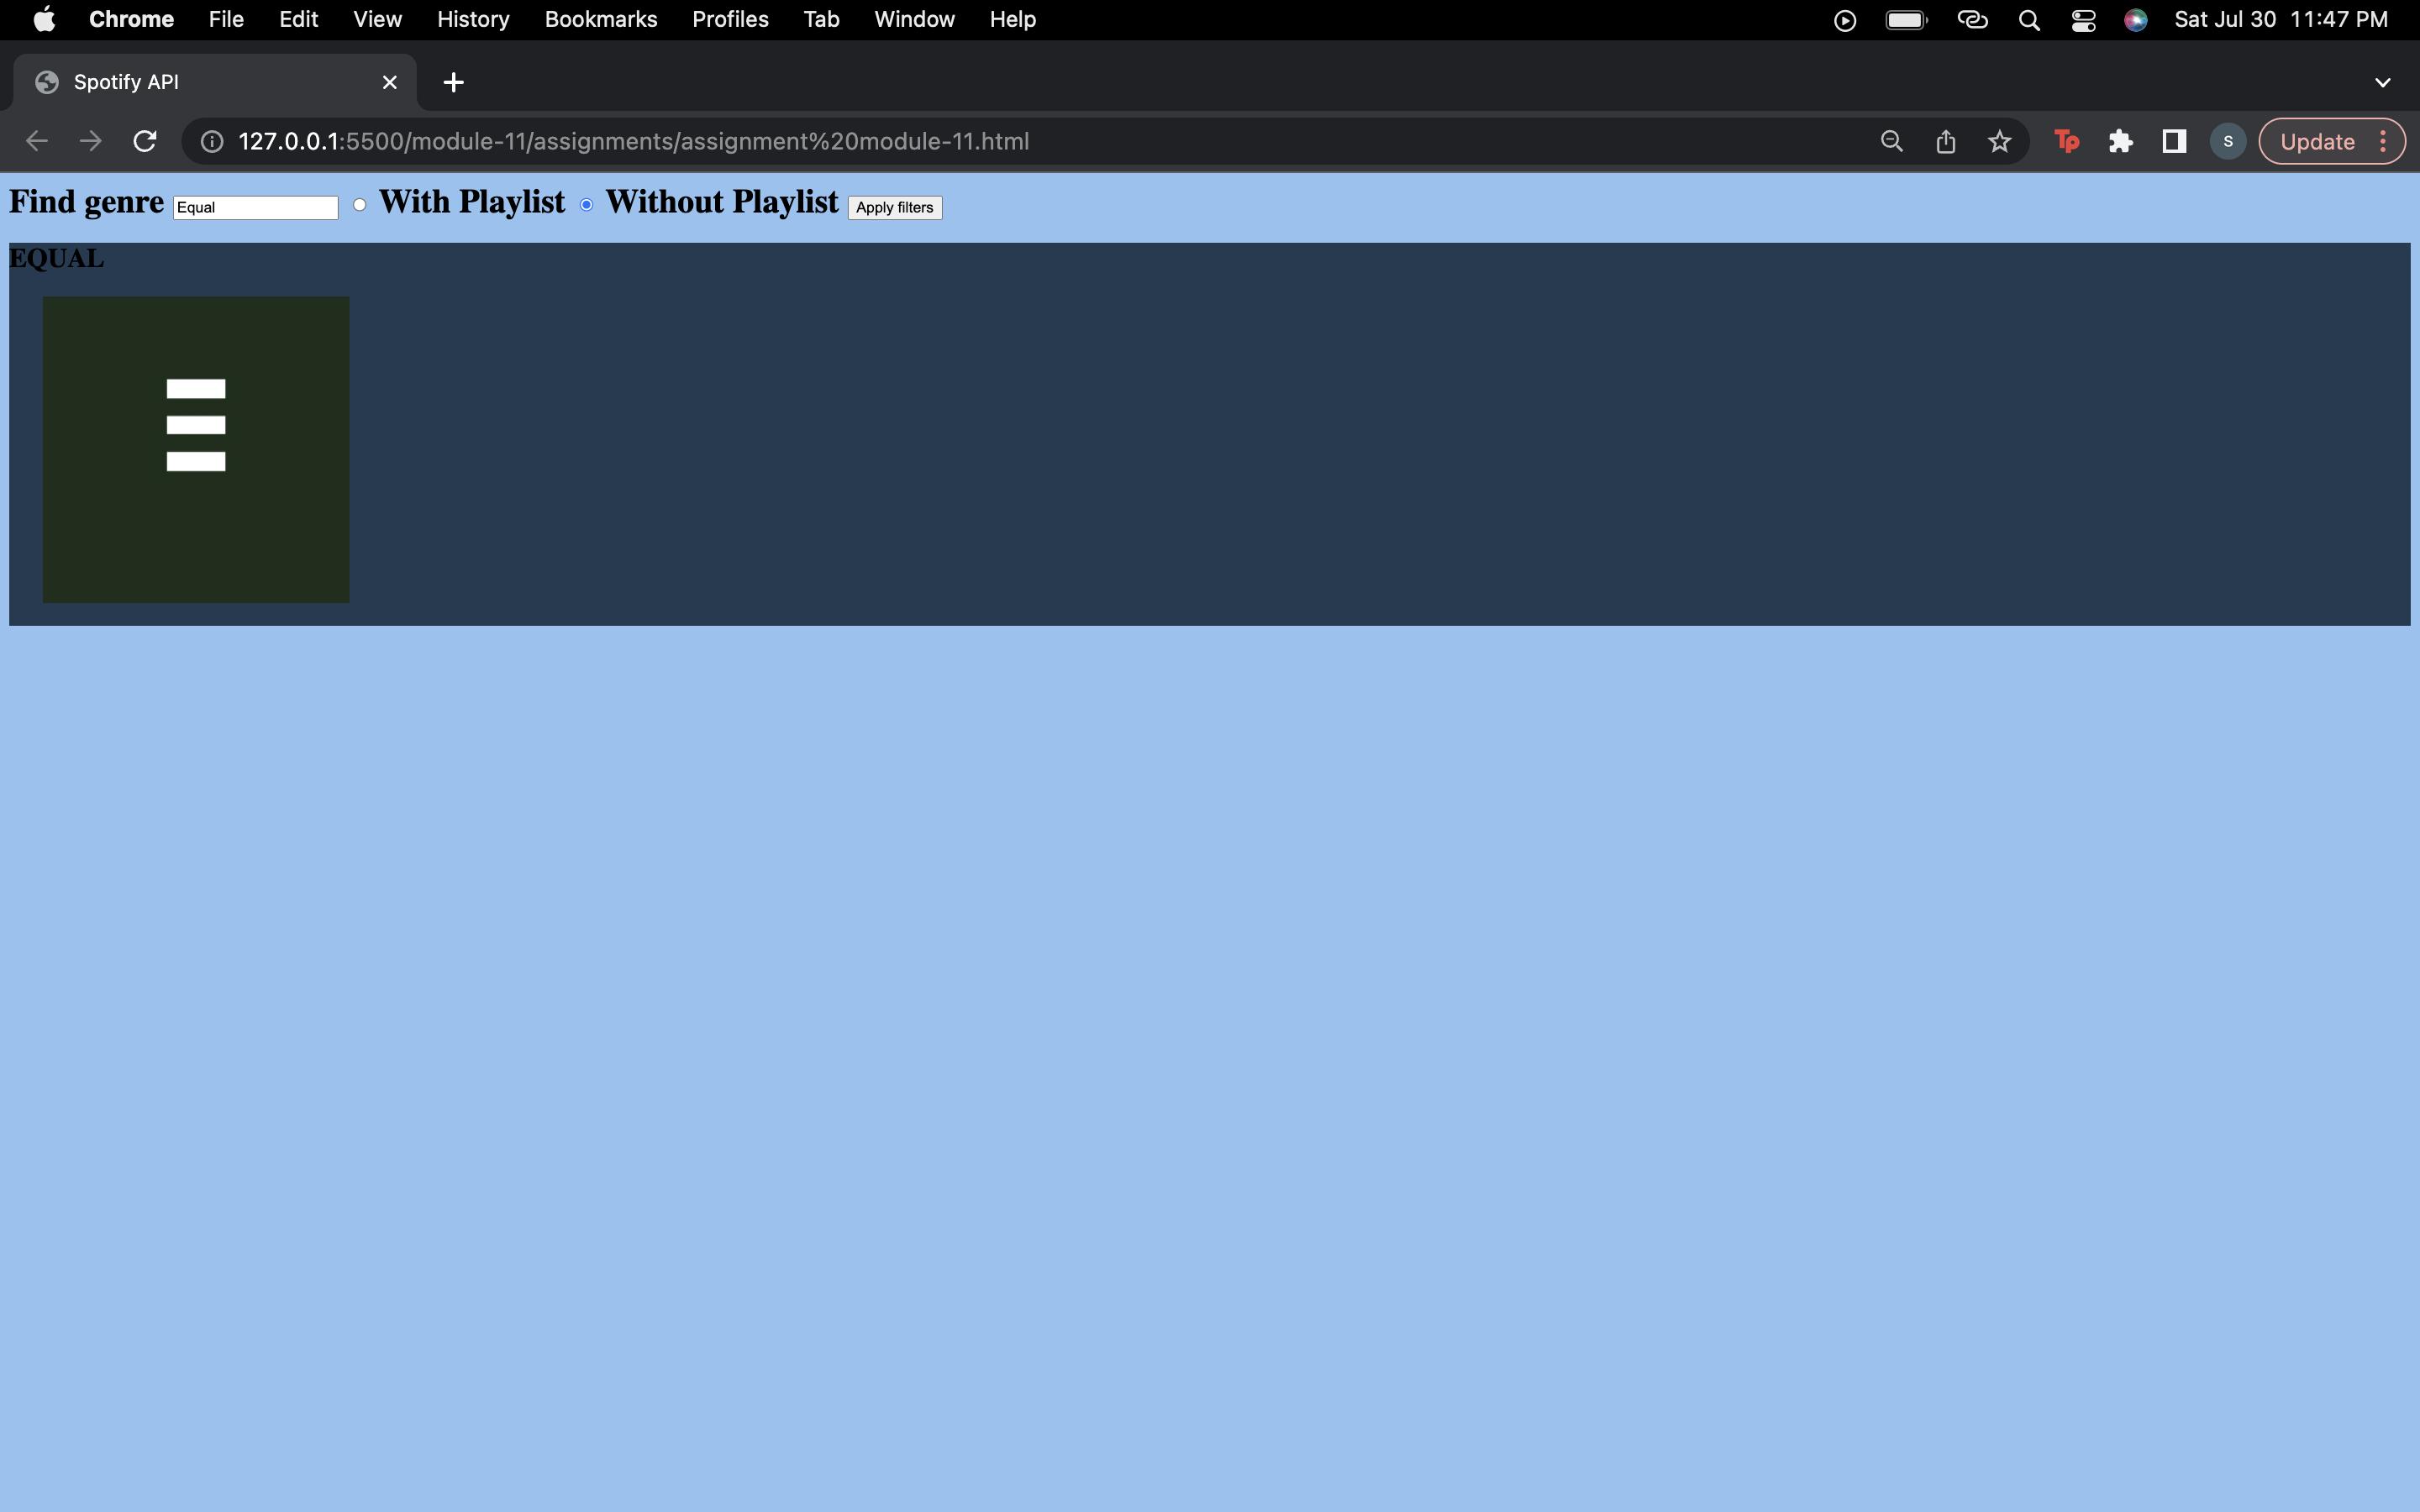 Chrome File Edit View History Bookmarks Profiles Tab Window Help Sat Jul 30 11:47 PM
Spotify API
127.0.0.1:5500/module-11/assignments/assignment%20module-11.html Tp S Update
Find genre Equal With Playlist Without Playlist Apply filters
EQUAL